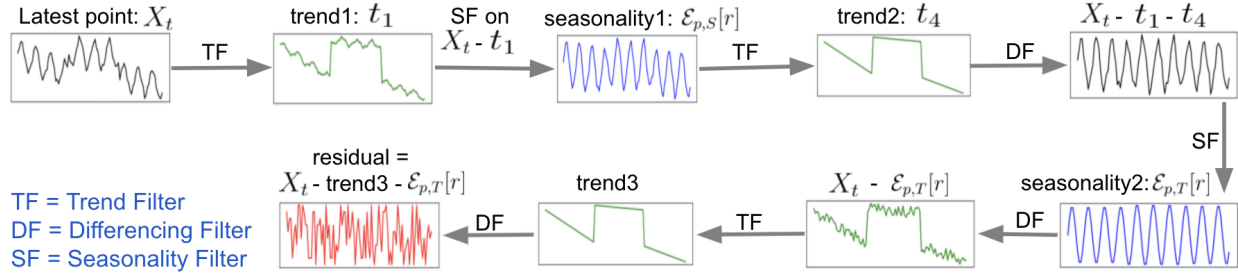 Latest point: X_t
trend1: t_1
SF on
X_t - t_1
seasonality1: ℰ_{p,S}[r]
trend2: t_4
X_t - t_1 - t_4
TF
TF
DF
SF
residual =
X_t - trend3 - ℰ_{p,T}[r]
trend3
X_t - ℰ_{p,T}[r]
seasonality2: ℰ_{p,T}[r]
DF
TF
DF
TF = Trend Filter
DF = Differencing Filter
SF = Seasonality Filter